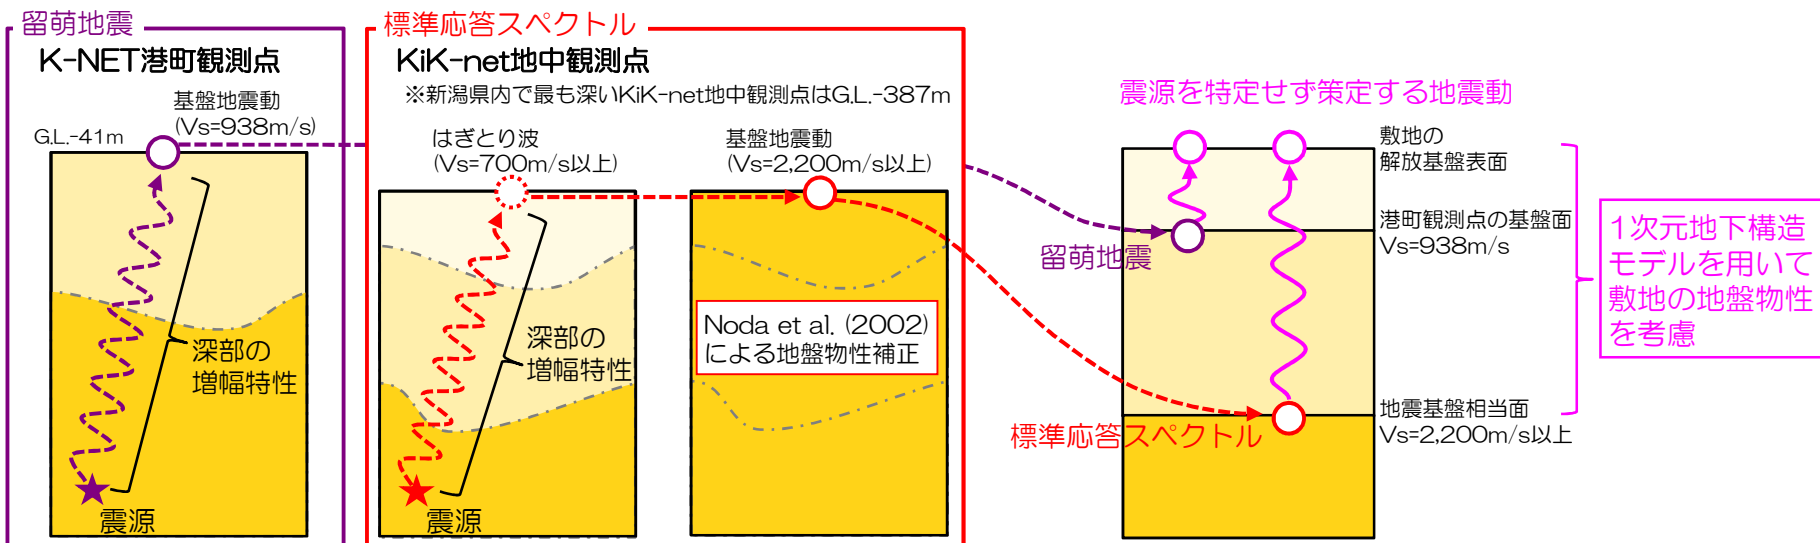 留萌地震
K-NET港町観測点
基盤地震動
(Vs=938m/s)
G.L.-41m
深部の
増幅特性
震源
標準応答スペクトル
KiK-net地中観測点
※新潟県内で最も深いKiK-net地中観測点はG.L.-387m
はぎとり波
(Vs=700m/s以上)
深部の
増幅特性
震源
基盤地震動
(Vs=2,200m/s以上)
Noda et al. (2002)
による地盤物性補正
震源を特定せず策定する地震動
敷地の
解放基盤表面
港町観測点の基盤面
Vs=938m/s
留萌地震
標準応答スペクトル
地震基盤相当面
Vs=2,200m/s以上
1次元地下構造
モデルを用いて
敷地の地盤物性
を考慮